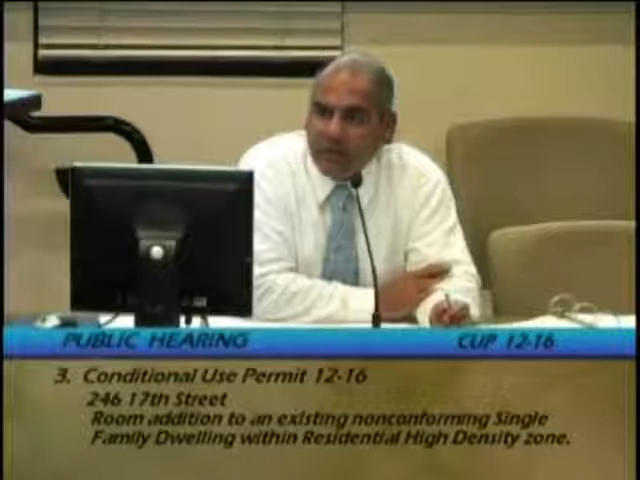 PUBLIC HEARING CUP 12-16
3. Conditional Use Permit 12-16
246 17th Street
Room addition to an existing nonconforming Single
Family Dwelling within Residential High Density zone.